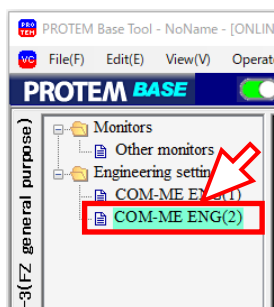 PRO
TEM
PROTEM Base Tool - NoName - [ONLIN
VC
File(F) Edit(E) View(V) Operat
PROTEM BASE
Monitors
Other monitors
Engineering settin
COM-ME ENG(1)
COM-ME ENG(2)
-3(FZ general purpose)